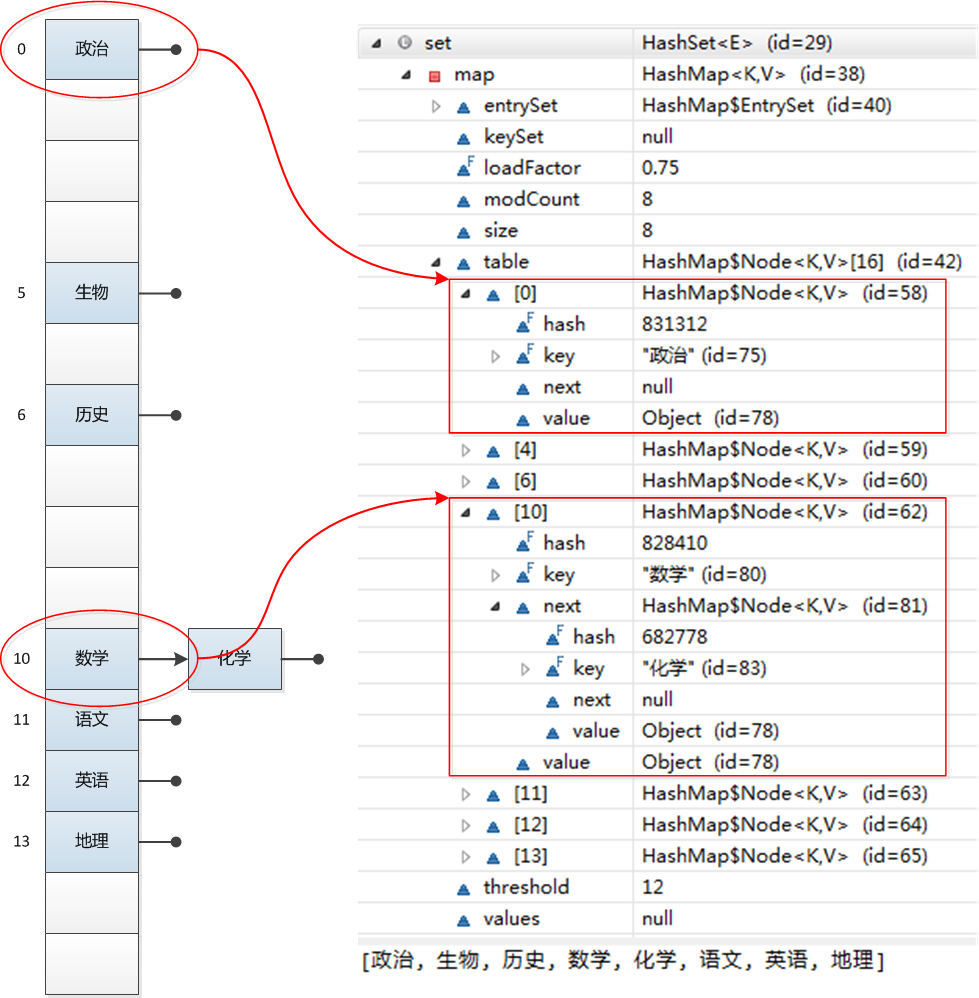 0 政治
5 生物
6 历史
10 数学 化学
11 语文
12 英语
13 地理
set HashSet<E> (id=29)
map HashMap<K,V> (id=38)
entrySet HashMap$EntrySet (id=40)
keySet null
F loadFactor 0.75
modCount 8
size 8
table HashMap$Node<K,V>[16] (id=42)
[0] HashMap$Node<K,V> (id=58)
F hash 831312
F key "政治" (id=75)
next null
value Object (id=78)
[4] HashMap$Node<K,V> (id=59)
[6] HashMap$Node<K,V> (id=60)
[10] HashMap$Node<K,V> (id=62)
F hash 828410
F key "数学" (id=80)
next HashMap$Node<K,V> (id=81)
F hash 682778
F key "化学" (id=83)
next null
value Object (id=78)
value Object (id=78)
[11] HashMap$Node<K,V> (id=63)
[12] HashMap$Node<K,V> (id=64)
[13] HashMap$Node<K,V> (id=65)
threshold 12
values null
[政治, 生物, 历史, 数学, 化学, 语文, 英语, 地理]